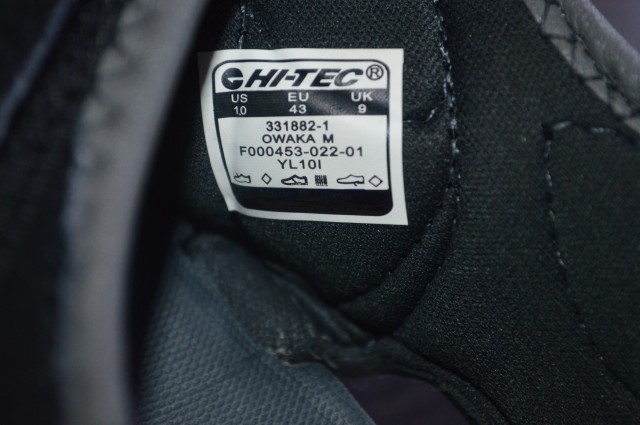 HI-TEC®
US EU UK
10 43 9
331882-1
OWAKA M
F000453-022-01
YL10I